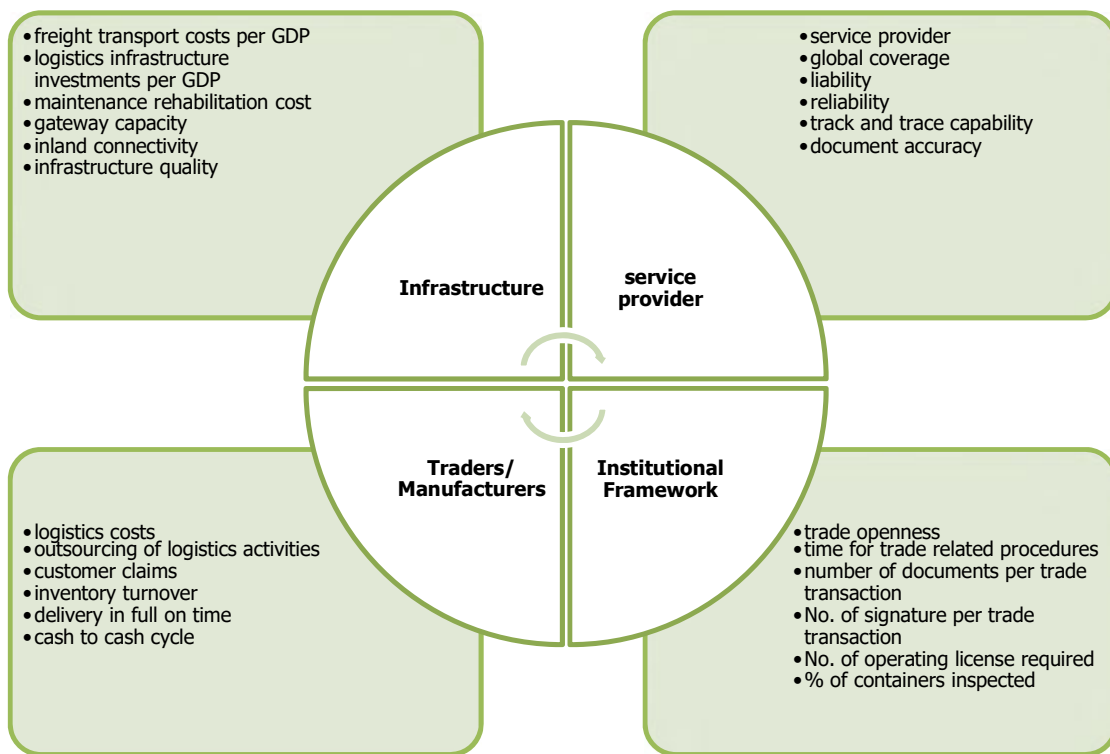 •freight transport costs per GDP
•logistics infrastructure
investments per GDP
•maintenance rehabilitation cost
•gateway capacity
•inland connectivity
•infrastructure quality
•service provider
•global coverage
•liability
•reliability
•track and trace capability
•document accuracy
Infrastructure
service
provider
Traders/
Manufacturers
Institutional
Framework
•logistics costs
•outsourcing of logistics activities
•customer claims
•inventory turnover
•delivery in full on time
•cash to cash cycle
•trade openness
•time for trade related procedures
•number of documents per trade
transaction
•No. of signature per trade
transaction
•No. of operating license required
•% of containers inspected